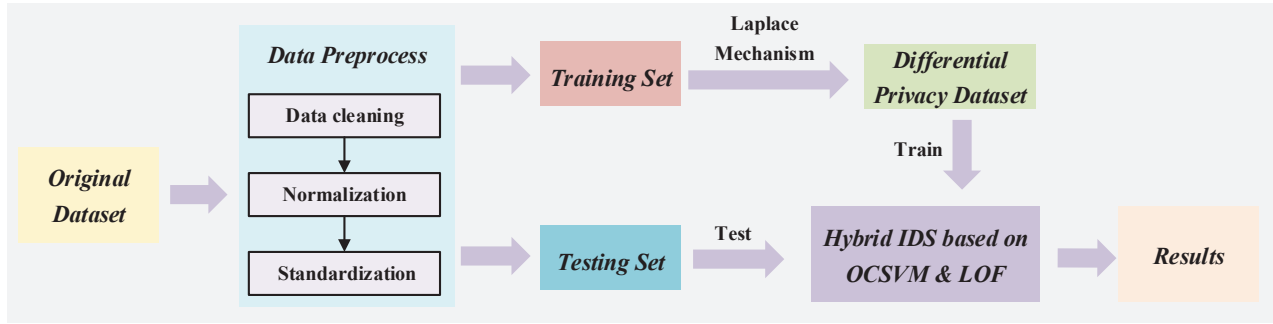 Original
Dataset
Data Preprocess
Data cleaning
Normalization
Standardization
Training Set
Laplace
Mechanism
Differential
Privacy Dataset
Train
Testing Set
Test
Hybrid IDS based on
OCSVM & LOF
Results